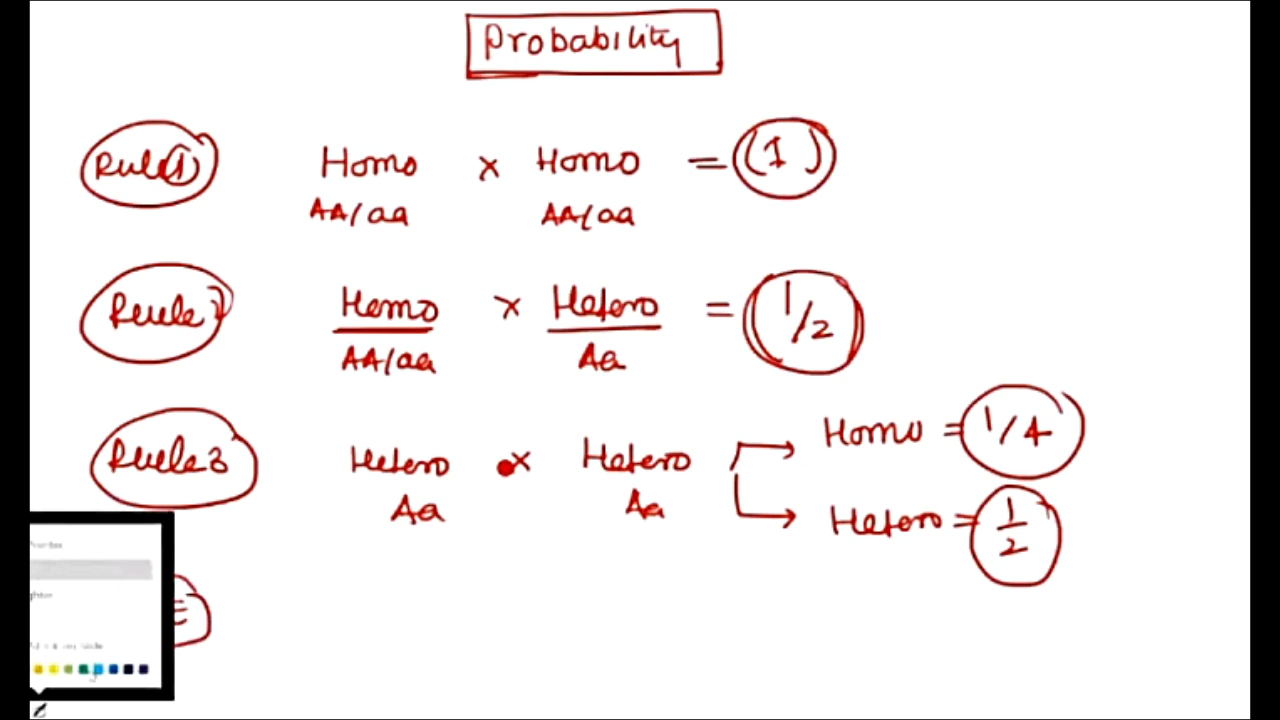 Probability
Rule 1 Homo × Homo = (1)
AA/aa AA/aa
Rule 2 Homo × Hetero = 1/2
AA/aa Aa
Rule 3 Hetero × Hetero Homo = 1/4
Aa Aa Hetero = 1/2